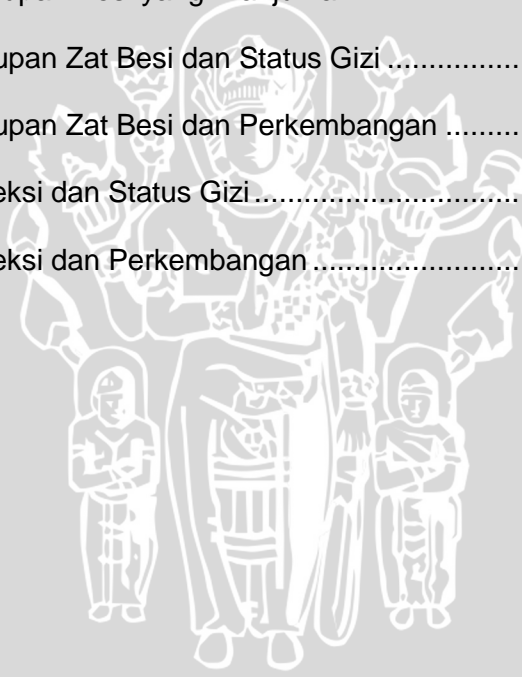 upan Zat Besi dan Status Gizi ................
upan Zat Besi dan Perkembangan .........
eksi dan Status Gizi ..............................
eksi dan Perkembangan .......................